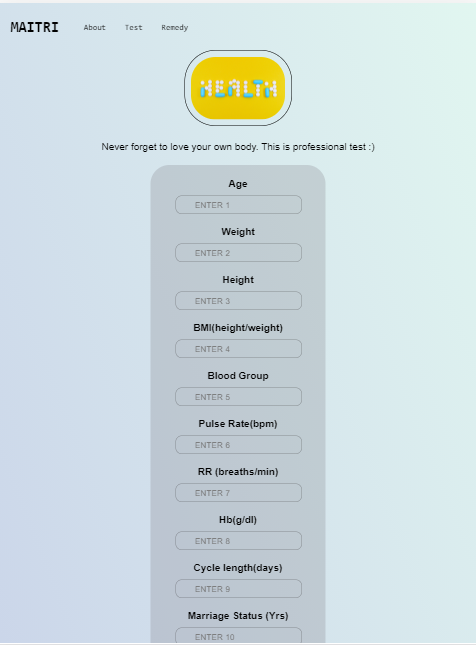 MAITRI
About Test Remedy
HEALTH
Never forget to love your own body. This is professional test :)
Age
ENTER 1
Weight
ENTER 2
Height
ENTER 3
BMI(height/weight)
ENTER 4
Blood Group
ENTER 5
Pulse Rate(bpm)
ENTER 6
RR (breaths/min)
ENTER 7
Hb(g/dl)
ENTER 8
Cycle length(days)
ENTER 9
Marriage Status (Yrs)
ENTER 10